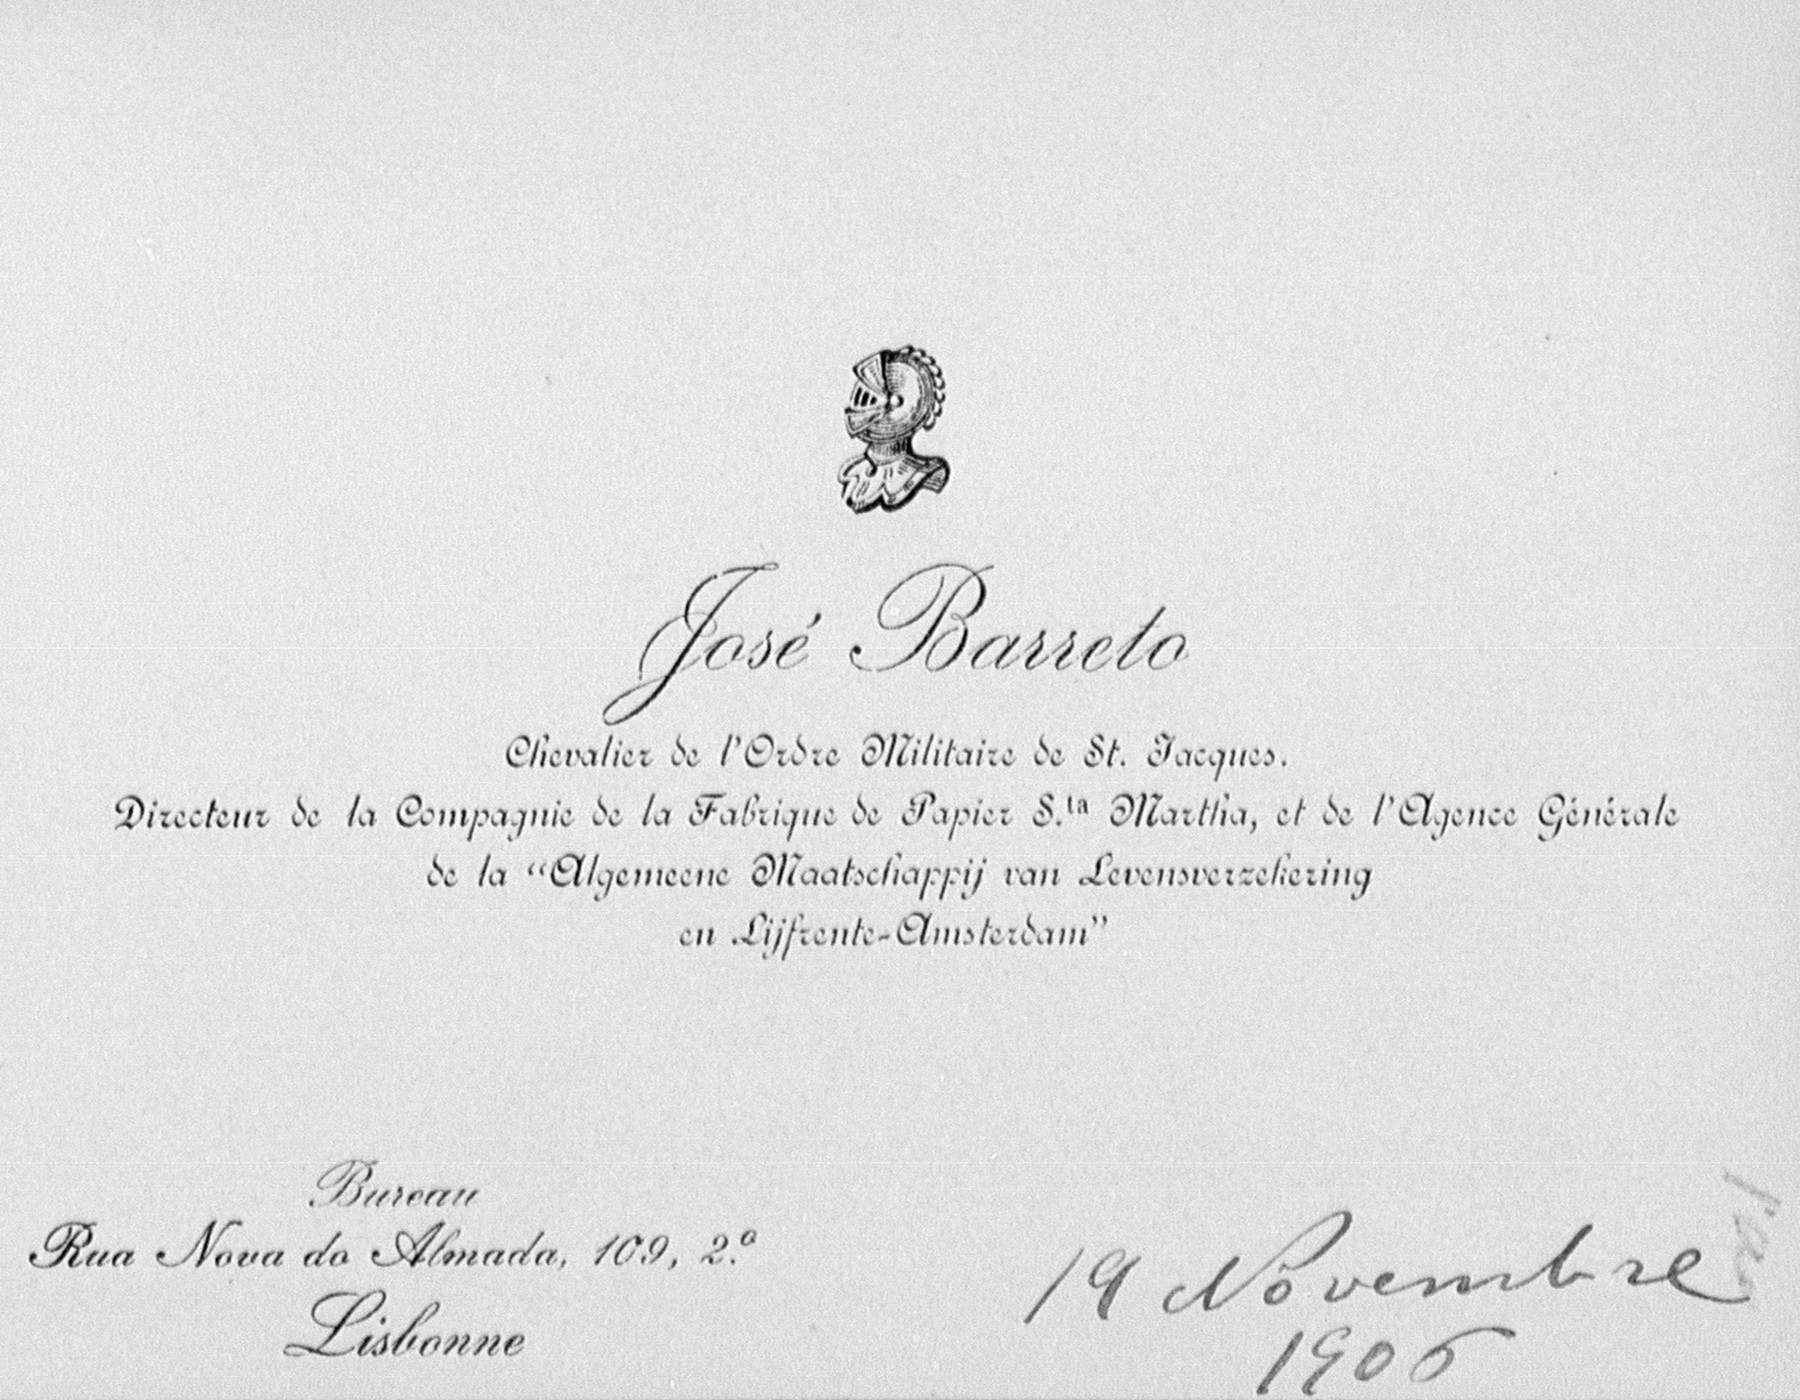 José Barreto
Chevalier de l'Ordre Militaire de St. Jacques.
Directeur de la Compagnie de la Fabrique de Papier S.ta Martha, et de l'Agence Générale
de la “Algemeene Maatschappij van Levensverzekering
en Lijfrente-Amsterdam”
Bureau
Rua Nova do Almada, 109, 2.º
Lisbonne
19 Novembre
1906